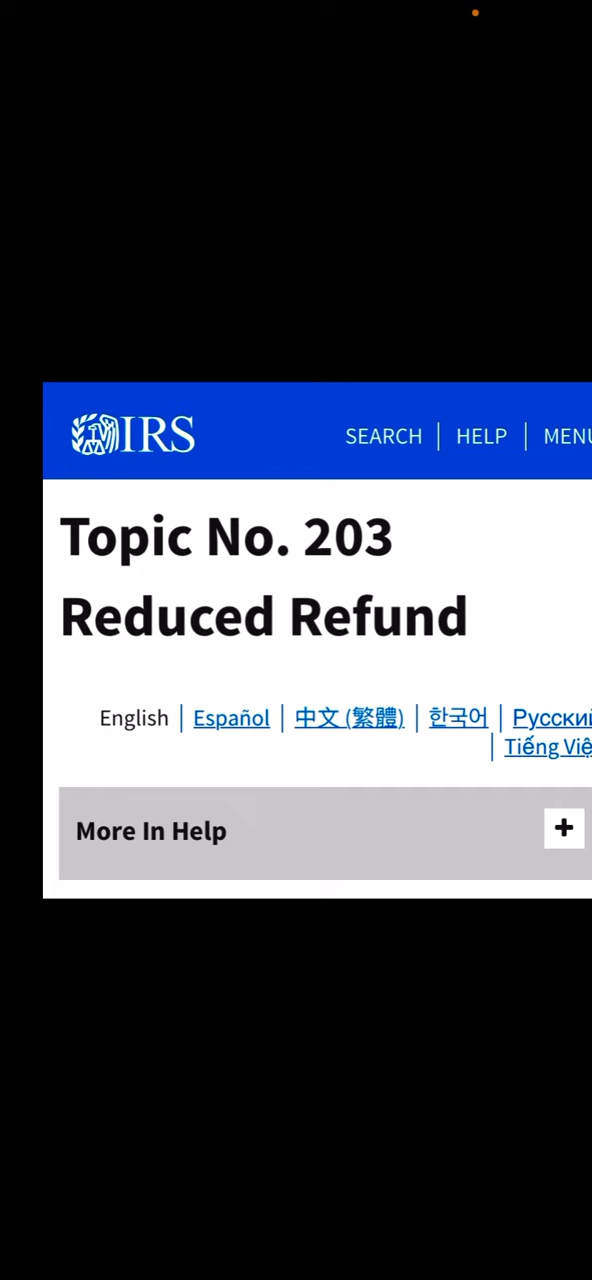 IRS SEARCH | HELP | MENU
Topic No. 203
Reduced Refund
English | Español | 中文 (繁體) | 한국어 | Русский
| Tiếng Việ
More In Help +